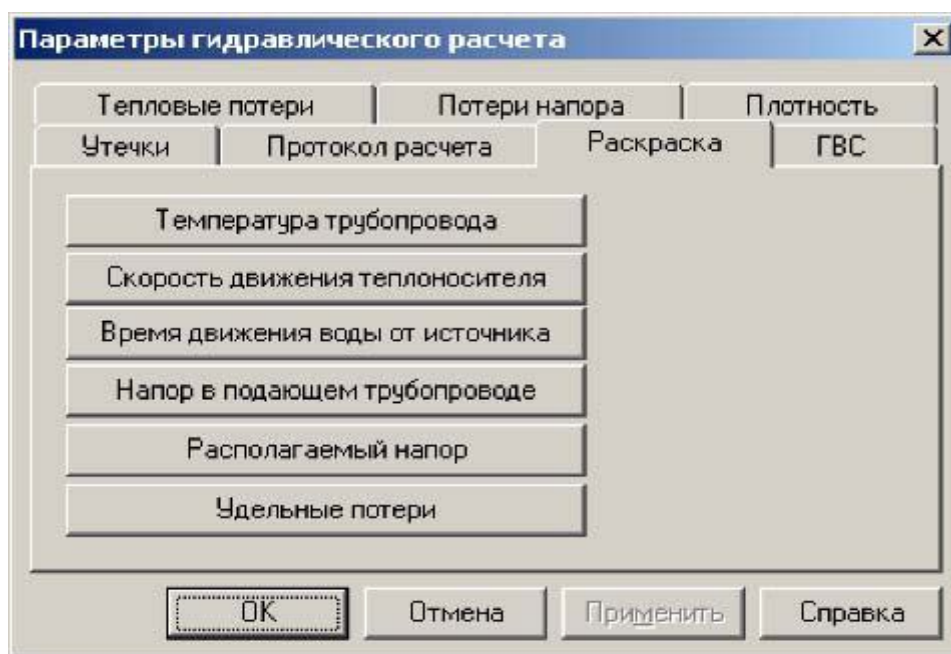 Параметры гидравлического расчета
Тепловые потери Потери напора Плотность
Утечки Протокол расчета Раскраска ГВС
Температура трубопровода
Скорость движения теплоносителя
Время движения воды от источника
Напор в подающем трубопроводе
Располагаемый напор
Удельные потери
OK Отмена Применить Справка